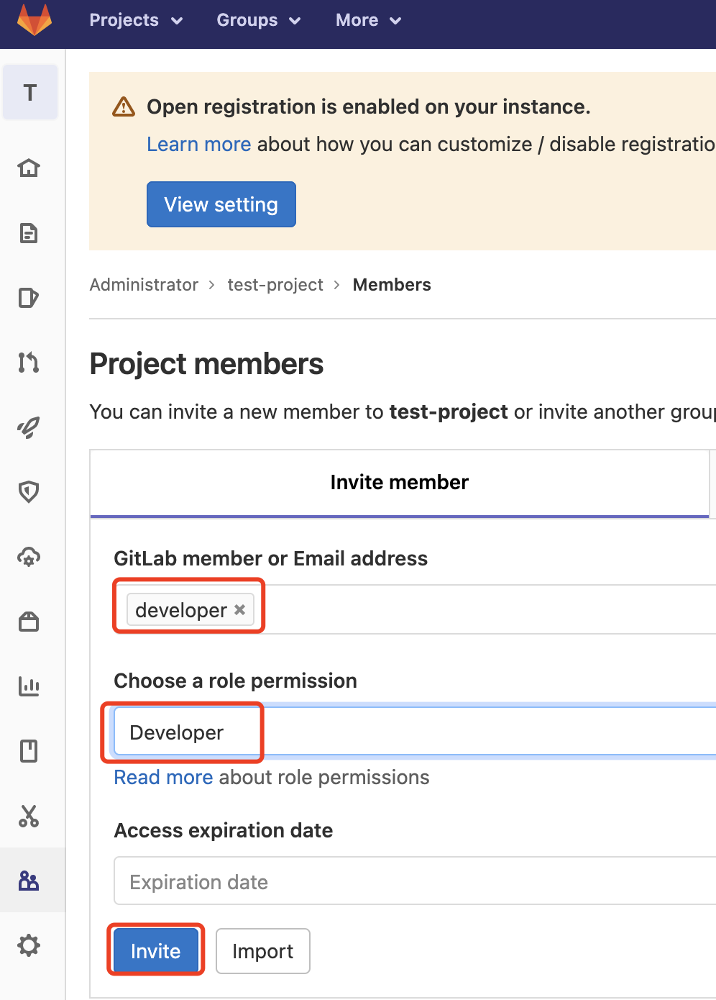 Projects Groups More
T
Open registration is enabled on your instance.
Learn more about how you can customize / disable registratio
View setting
Administrator > test-project > Members
Project members
You can invite a new member to test-project or invite another group
Invite member
GitLab member or Email address
developer ×
Choose a role permission
Developer
Read more about role permissions
Access expiration date
Expiration date
Invite Import